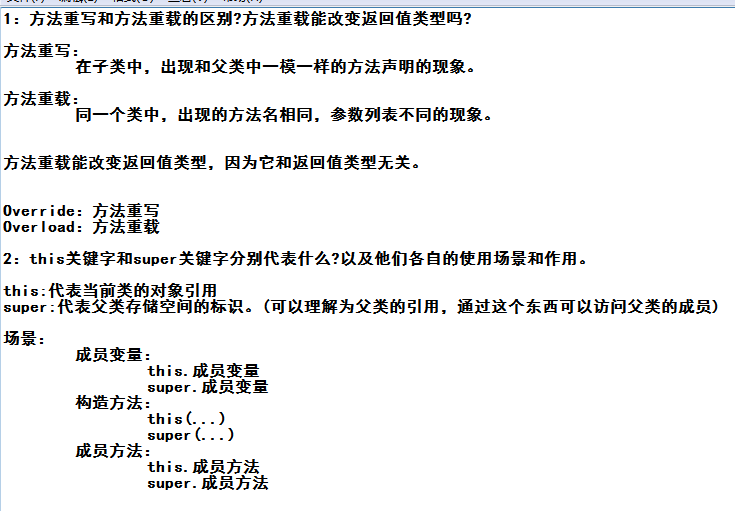 1：方法重写和方法重载的区别?方法重载能改变返回值类型吗?
方法重写：
在子类中，出现和父类中一模一样的方法声明的现象。
方法重载：
同一个类中，出现的方法名相同，参数列表不同的现象。
方法重载能改变返回值类型，因为它和返回值类型无关。
Override：方法重写
Overload：方法重载
2：this关键字和super关键字分别代表什么?以及他们各自的使用场景和作用。
this:代表当前类的对象引用
super:代表父类存储空间的标识。(可以理解为父类的引用，通过这个东西可以访问父类的成员)
场景：
成员变量：
this.成员变量
super.成员变量
构造方法：
this(...)
super(...)
成员方法：
this.成员方法
super.成员方法